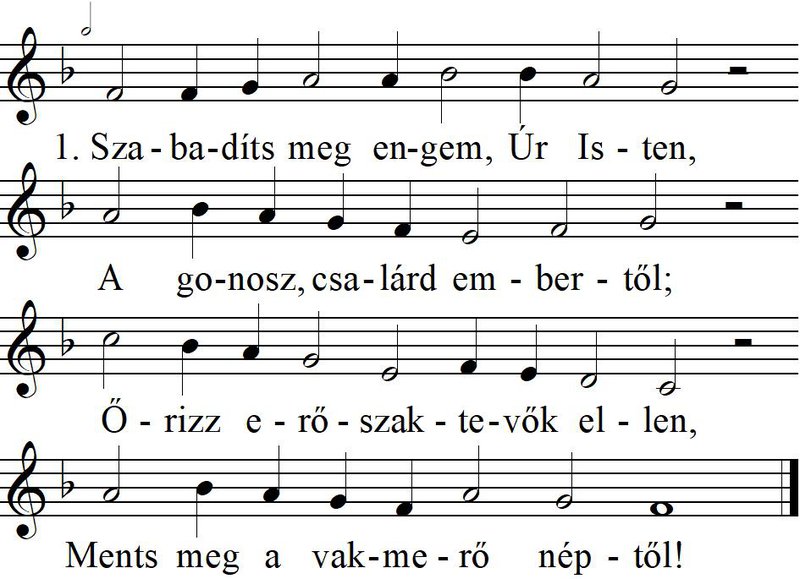 1. Sza - ba-díts meg en-gem, Úr Is - ten,
A go-nosz, csa-lárd em - ber - től;
Ő - rizz e - rő - szak - te-vők el - len,
Ments meg a vak-me - rő nép - től!